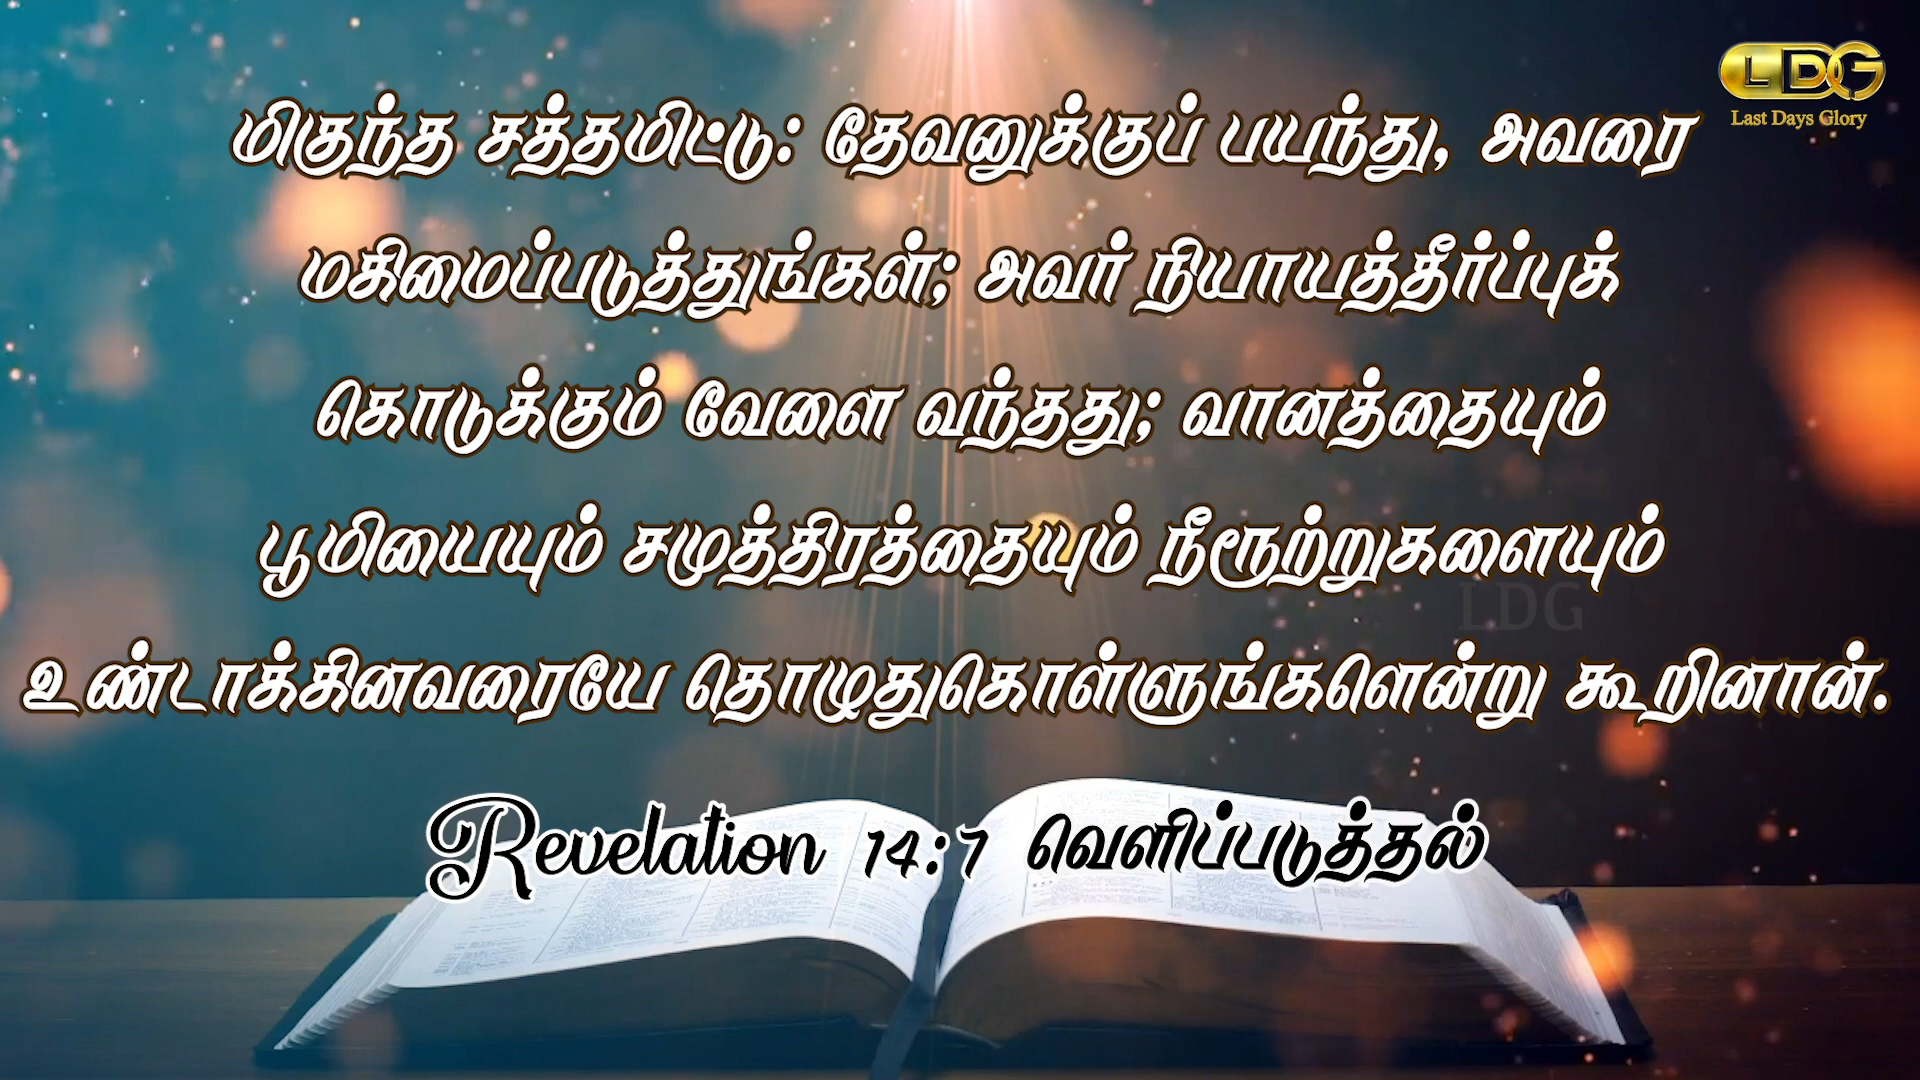 LDG
Last Days Glory
மிகுந்த சத்தமிட்டு: தேவனுக்குப் பயந்து, அவரை
மகிமைப்படுத்துங்கள்; அவர் நியாயத்தீர்ப்புக்
கொடுக்கும் வேளை வந்தது; வானத்தையும்
பூமியையும் சமுத்திரத்தையும் நீரூற்றுகளையும்
LDG
உண்டாக்கினவரையே தொழுதுகொள்ளுங்களென்று கூறினான்.
Revelation 14:7 வெளிப்படுத்தல்